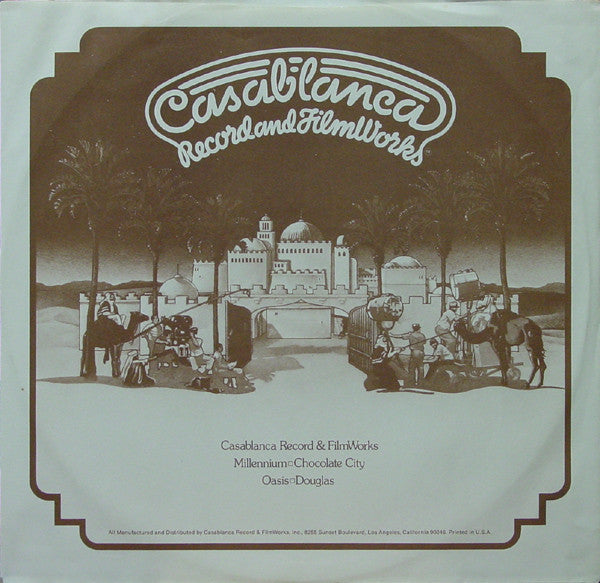 Casablanca
Record and FilmWorks™
Casablanca Record & FilmWorks
Millennium▫Chocolate City
Oasis▫Douglas
All Manufactured and Distributed by Casablanca Record & FilmWorks, Inc., 8255 Sunset Boulevard, Los Angeles, California 90046. Printed in U.S.A.